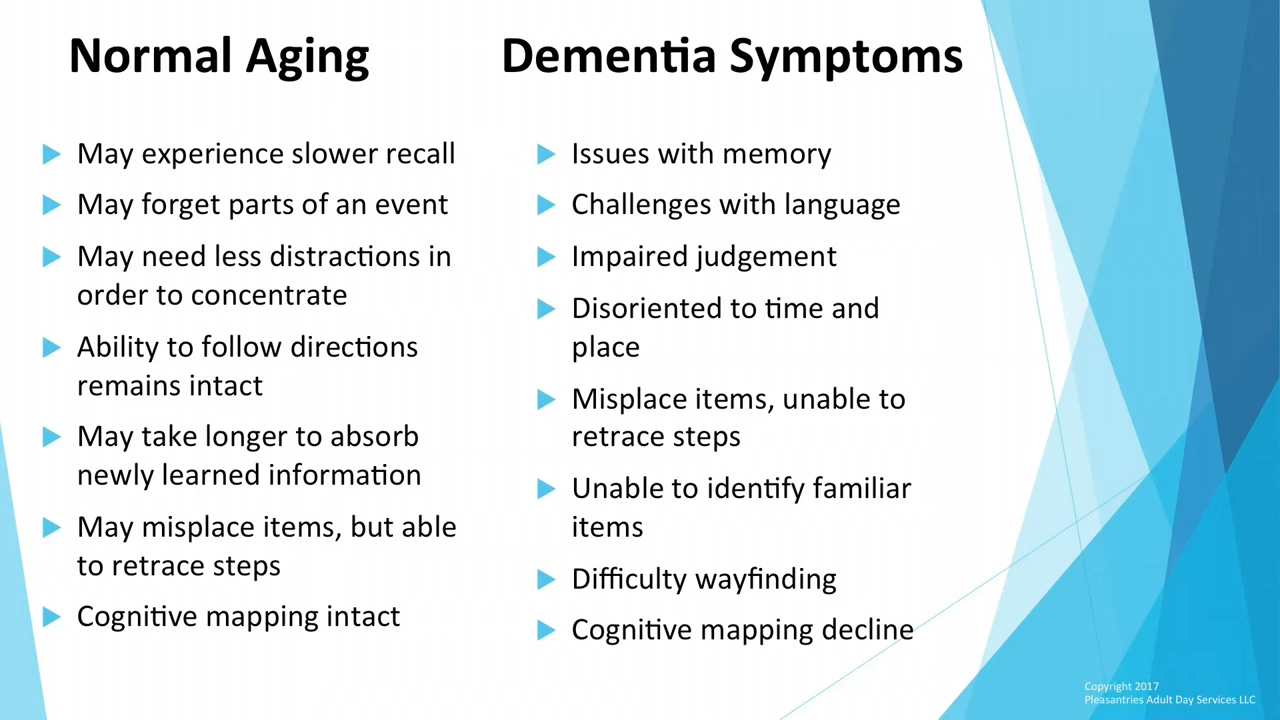 Normal Aging
May experience slower recall
May forget parts of an event
May need less distractions in
order to concentrate
Ability to follow directions
remains intact
May take longer to absorb
newly learned information
May misplace items, but able
to retrace steps
Cognitive mapping intact
Dementia Symptoms
Issues with memory
Challenges with language
Impaired judgement
Disoriented to time and
place
Misplace items, unable to
retrace steps
Unable to identify familiar
items
Difficulty wayfinding
Cognitive mapping decline
Copyright 2017
Pleasantries Adult Day Services LLC